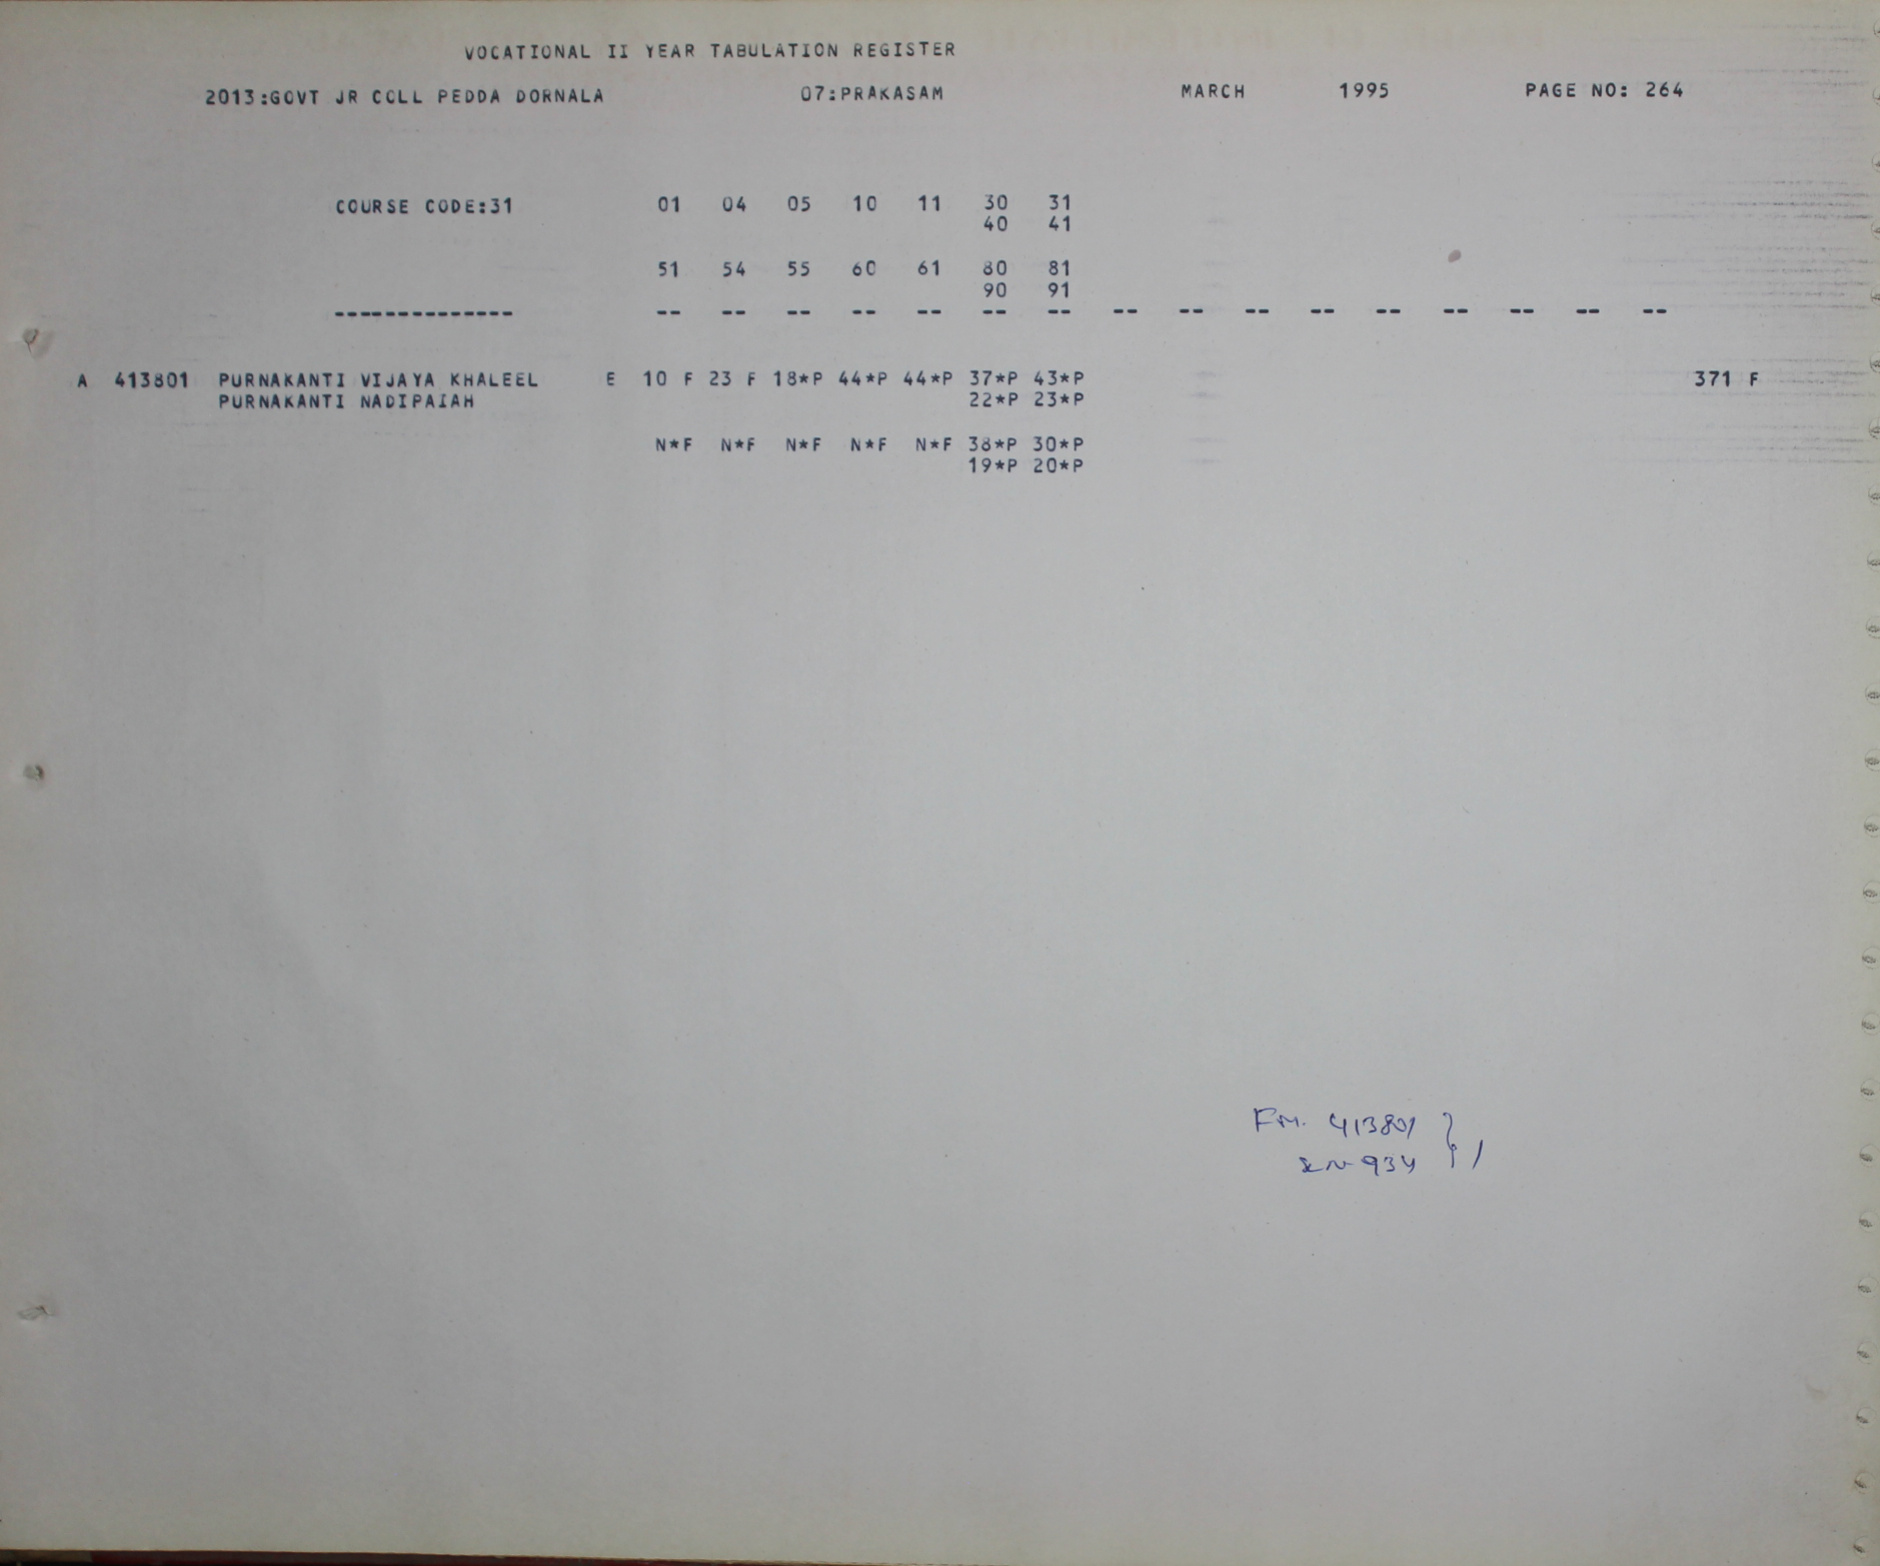 VOCATIONAL II YEAR TABULATION REGISTER
2013:GOVT JR COLL PEDDA DORNALA 07:PRAKASAM MARCH 1995 PAGE NO: 264
COURSE CODE:31 01 04 05 10 11 30 31
40 41
51 54 55 60 61 80 81
90 91
-------------- -- -- -- -- -- -- -- -- -- -- -- -- -- -- -- --
A 413801 PURNAKANTI VIJAYA KHALEEL E 10 F 23 F 18*P 44*P 44*P 37*P 43*P 371 F
PURNAKANTI NADIPAIAH 22*P 23*P
N*F N*F N*F N*F N*F 38*P 30*P
19*P 20*P
413801
934